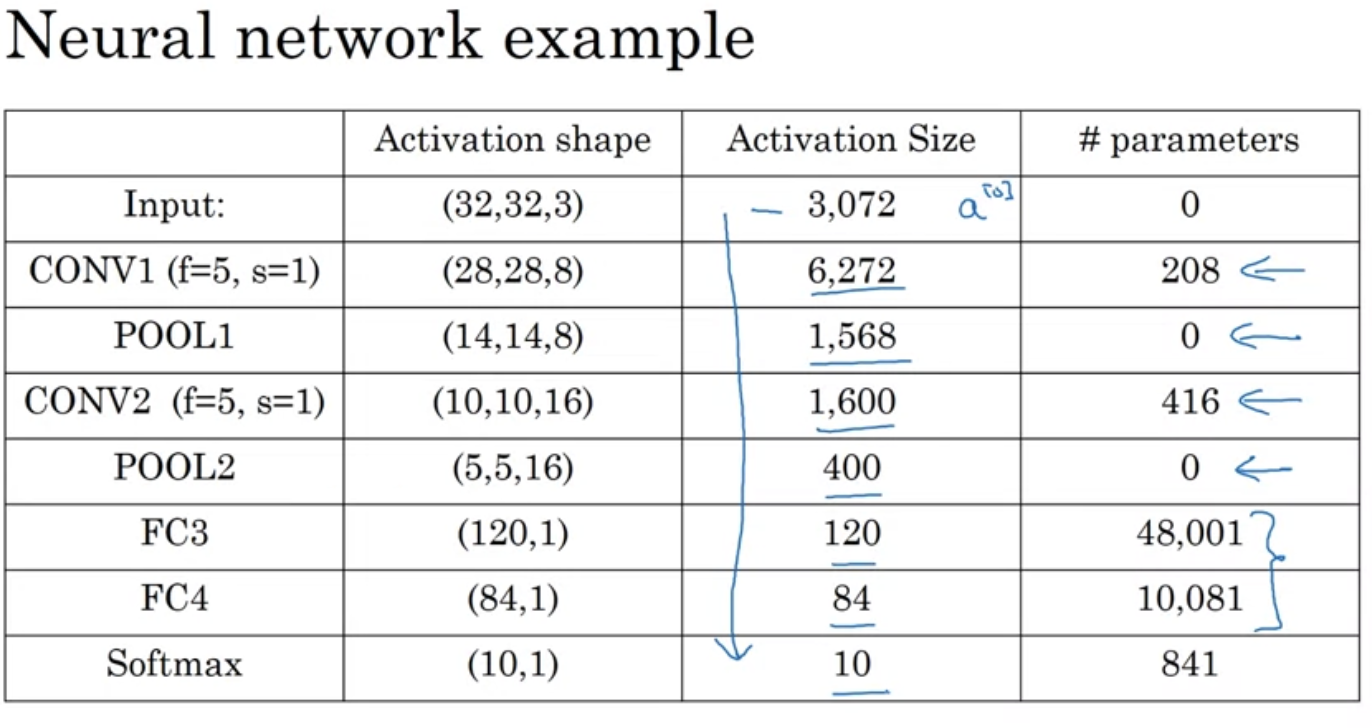 Neural network example
Activation shape Activation Size # parameters
Input: (32,32,3) 3,072 a[0] 0
CONV1 (f=5, s=1) (28,28,8) 6,272 208
POOL1 (14,14,8) 1,568 0
CONV2 (f=5, s=1) (10,10,16) 1,600 416
POOL2 (5,5,16) 400 0
FC3 (120,1) 120 48,001
FC4 (84,1) 84 10,081
Softmax (10,1) 10 841